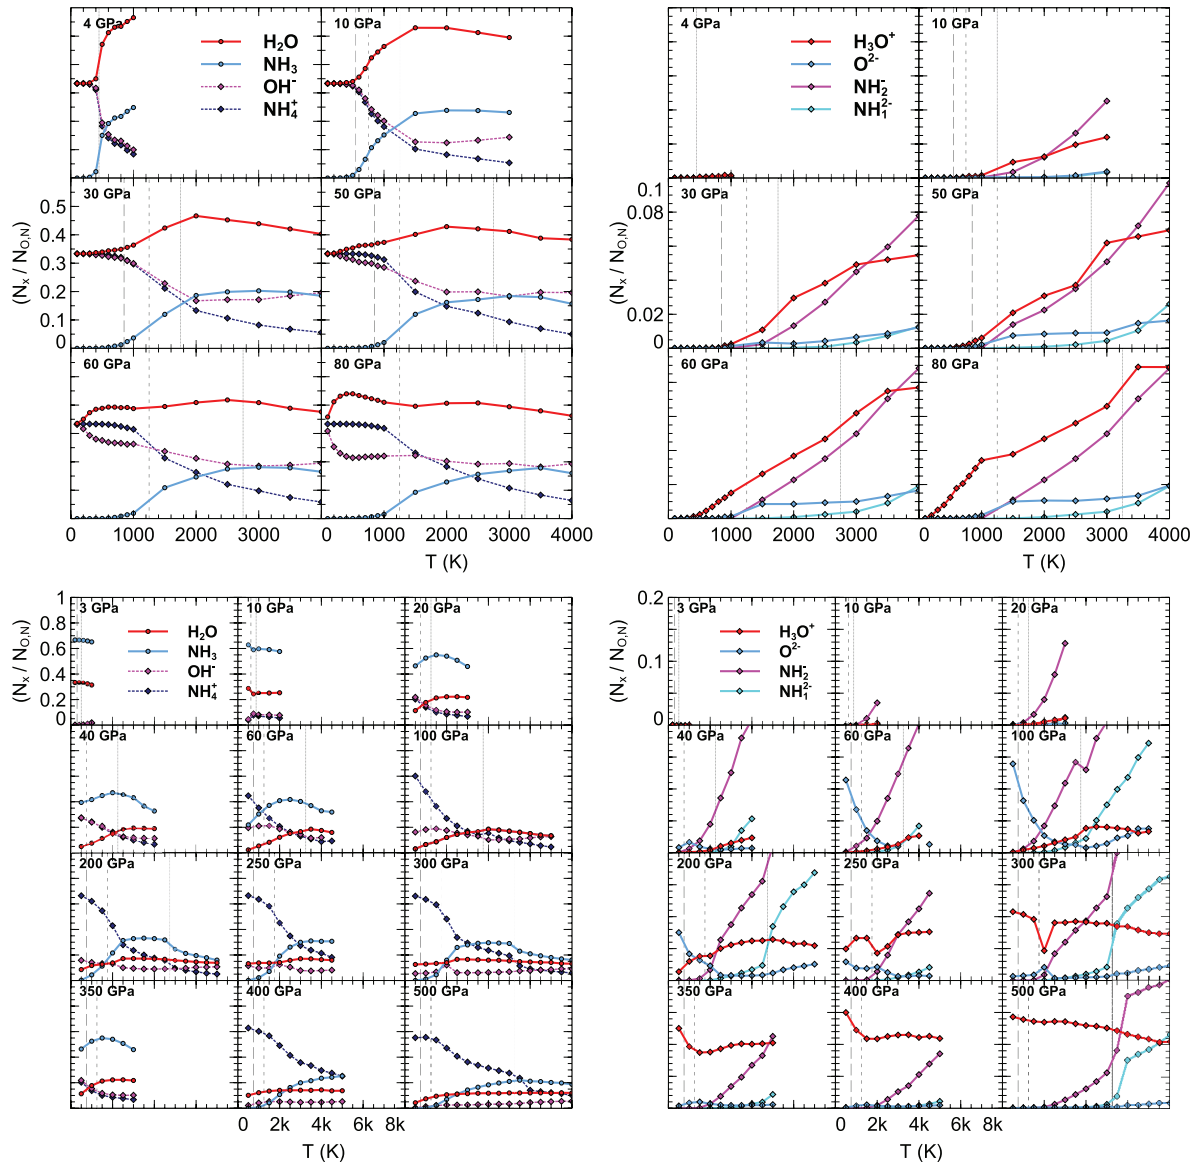 4 GPa
10 GPa
H2O
NH3
OH-
NH4+
30 GPa
50 GPa
0.5
0.4
0.3
0.2
0.1
0
(Nx / NO,N)
60 GPa
80 GPa
0 1000 2000 3000 0 1000 2000 3000 4000
T (K)
4 GPa
10 GPa
H3O+
O2-
NH2-
NH12-
30 GPa
50 GPa
0.1
0.08
0.02
0
(Nx / NO,N)
60 GPa
80 GPa
0 1000 2000 3000 0 1000 2000 3000 4000
T (K)
3 GPa
10 GPa
20 GPa
1
0.8
0.6
0.4
0.2
0
(Nx / NO,N)
H2O
NH3
OH-
NH4+
40 GPa
60 GPa
100 GPa
200 GPa
250 GPa
300 GPa
350 GPa
400 GPa
500 GPa
0 2k 4k 6k 8k
T (K)
3 GPa
10 GPa
20 GPa
0.2
0.1
0
(Nx / NO,N)
H3O+
O2-
NH2-
NH12-
40 GPa
60 GPa
100 GPa
200 GPa
250 GPa
300 GPa
350 GPa
400 GPa
500 GPa
0 2k 4k 6k 8k
T (K)